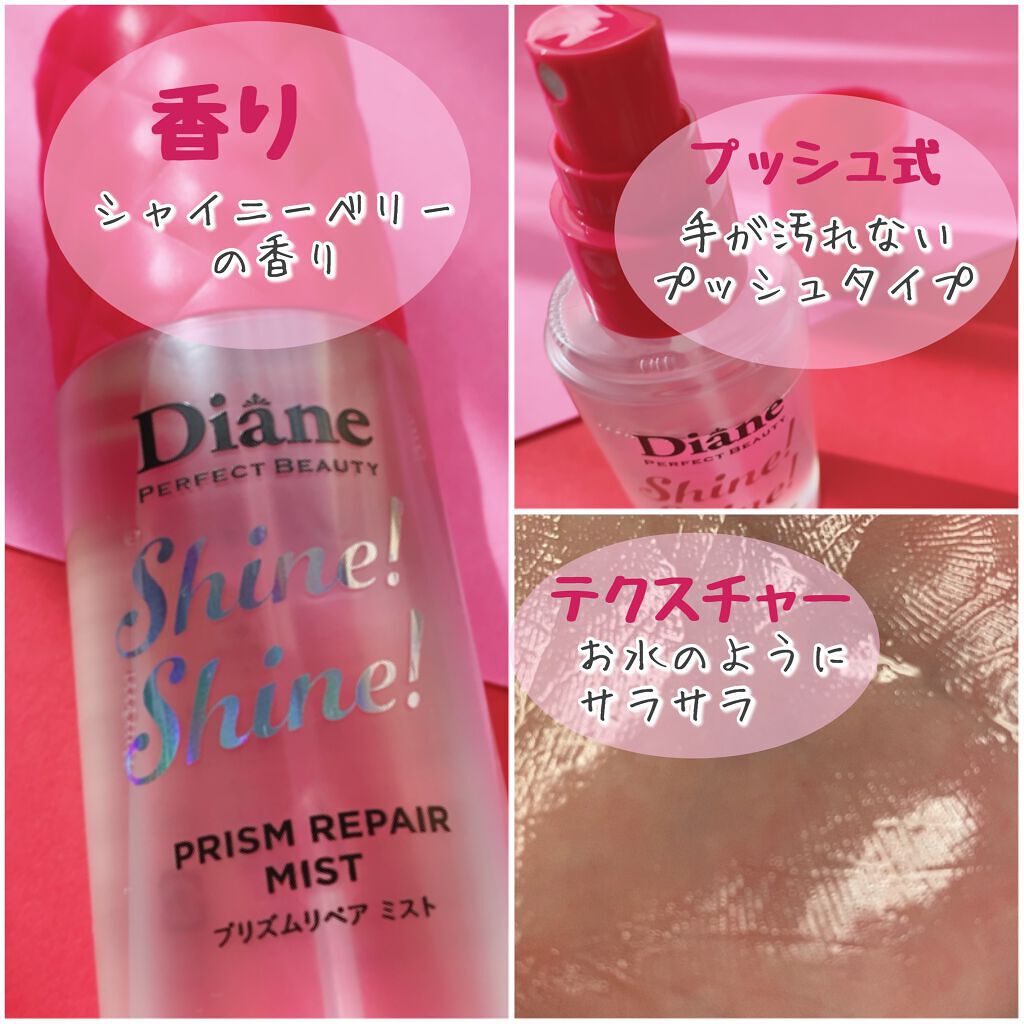 香り
シャイニーベリー
の香り
Diane
PERFECT BEAUTY
Shine!
Shine!
PRISM REPAIR
MIST
プリズムリペア ミスト
プッシュ式
手が汚れない
プッシュタイプ
Diane
PERFECT BEAUTY
Shine!
Shine!
テクスチャー
お水のように
サラサラ